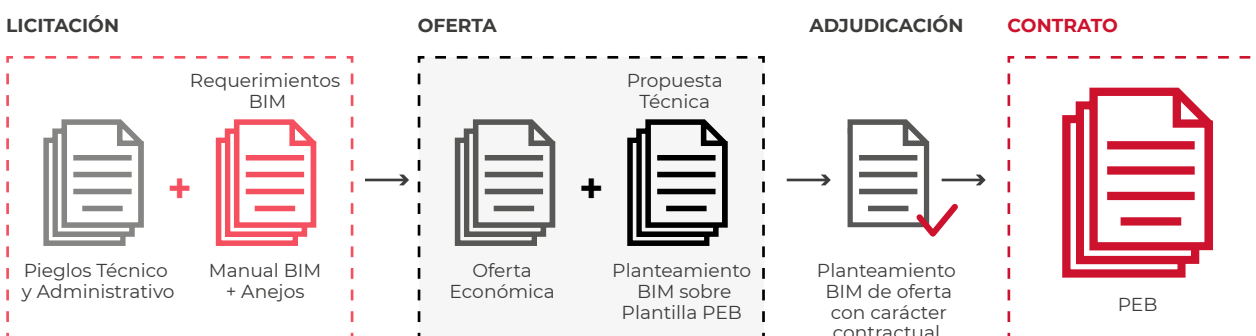 LICITACIÓN
Requerimientos
BIM
+
Pieglos Técnico
y Administrativo
Manual BIM
+ Anejos
OFERTA
Propuesta
Técnica
+
Oferta
Económica
Planteamiento
BIM sobre
Plantilla PEB
ADJUDICACIÓN
Planteamiento
BIM de oferta
con carácter
contractual
CONTRATO
PEB